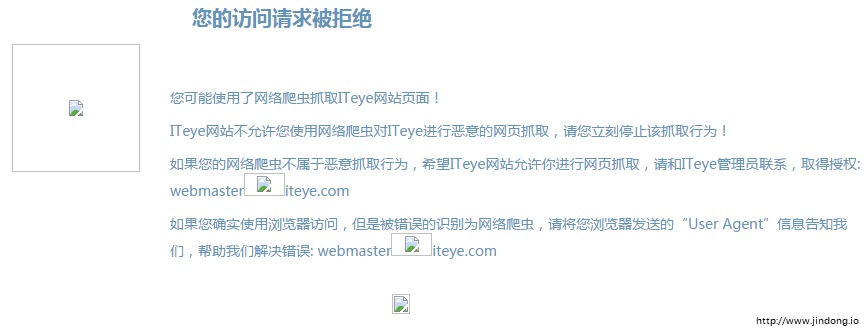 您的访问请求被拒绝
您可能使用了网络爬虫抓取ITeye网站页面！
ITeye网站不允许您使用网络爬虫对ITeye进行恶意的网页抓取，请您立刻停止该抓取行为！
如果您的网络爬虫不属于恶意抓取行为，希望ITeye网站允许你进行网页抓取，请和ITeye管理员联系，取得授权:
webmaster iteye.com
如果您确实使用浏览器访问，但是被错误的识别为网络爬虫，请将您浏览器发送的“User Agent”信息告知我
们，帮助我们解决错误: webmaster iteye.com
http://www.jindong.io